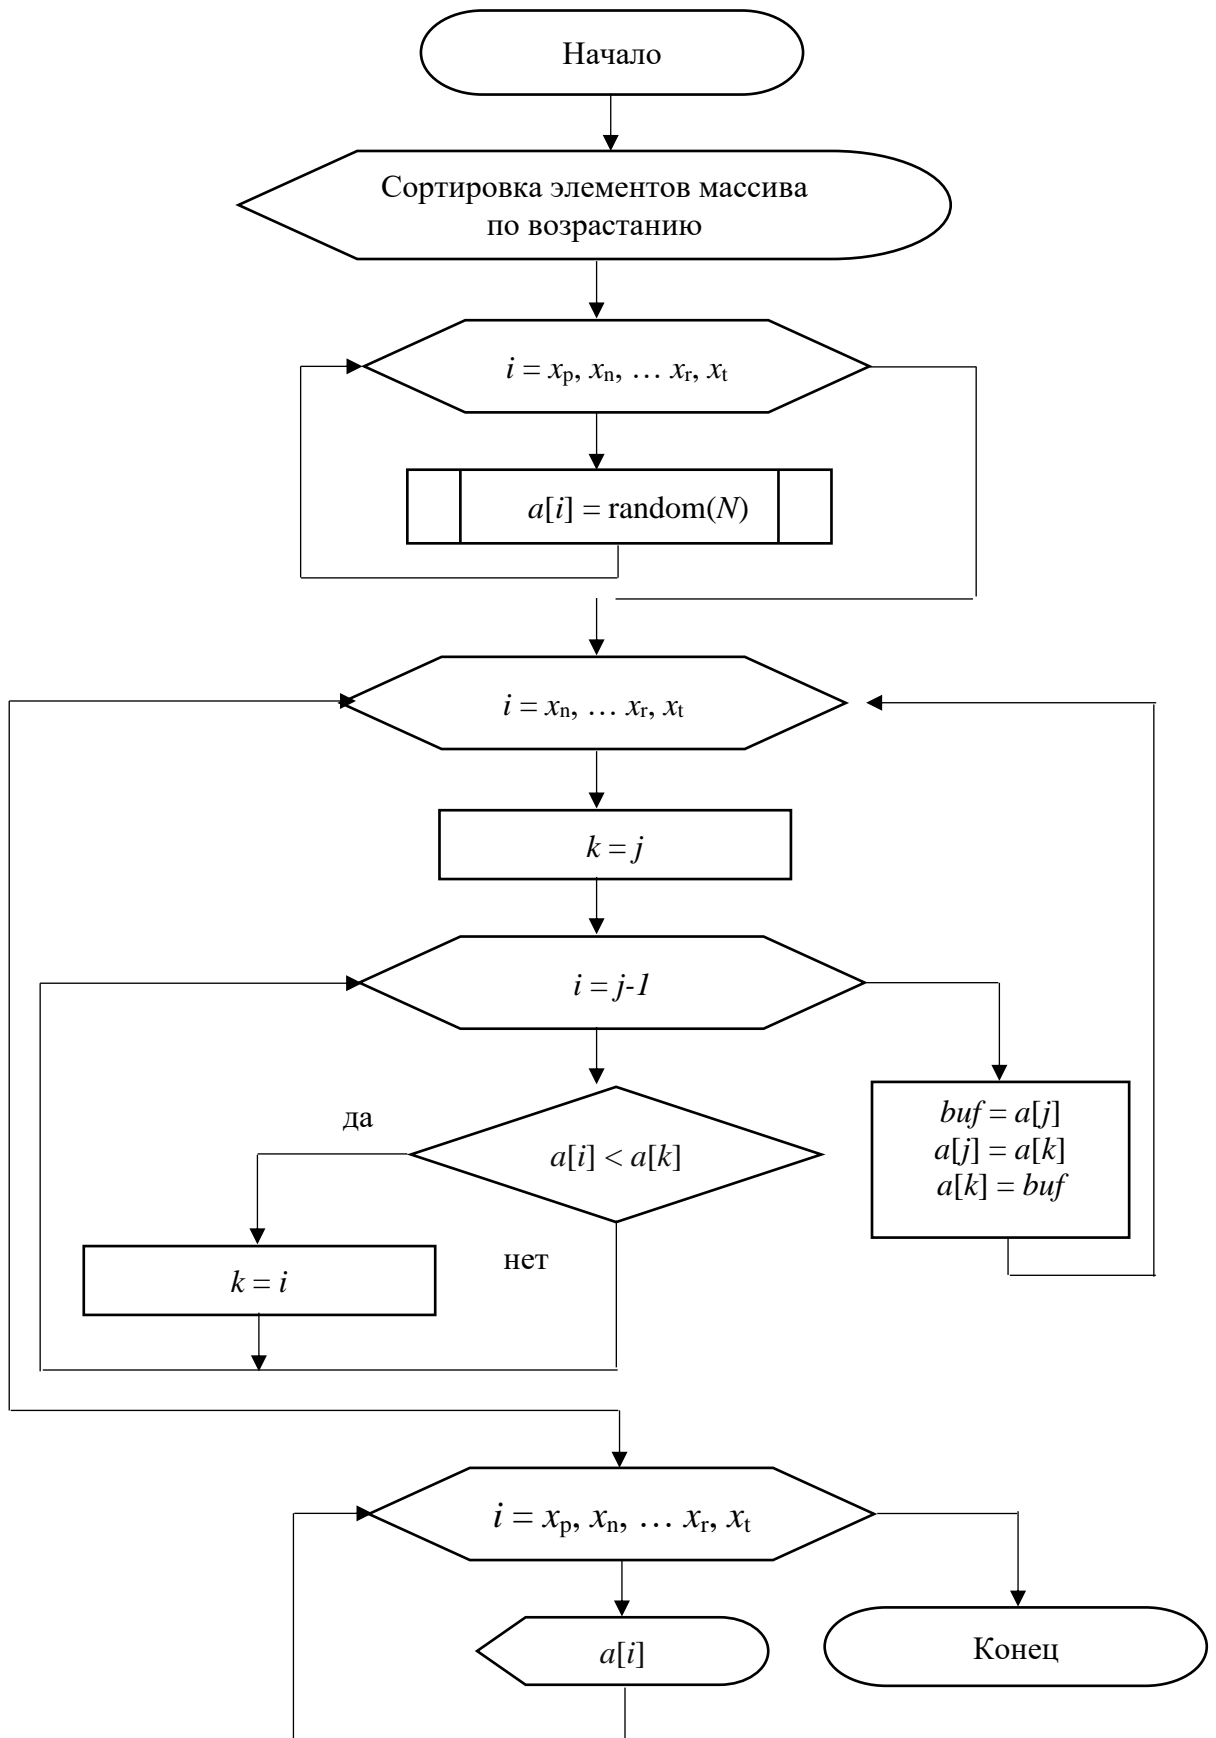 Начало
Сортировка элементов массива
по возрастанию
i = xp, xn, … xr, xt
a[i] = random(N)
i = xn, … xr, xt
k = j
i = j-1
да
a[i] < a[k]
buf = a[j]
a[j] = a[k]
a[k] = buf
нет
k = i
i = xp, xn, … xr, xt
a[i]
Конец